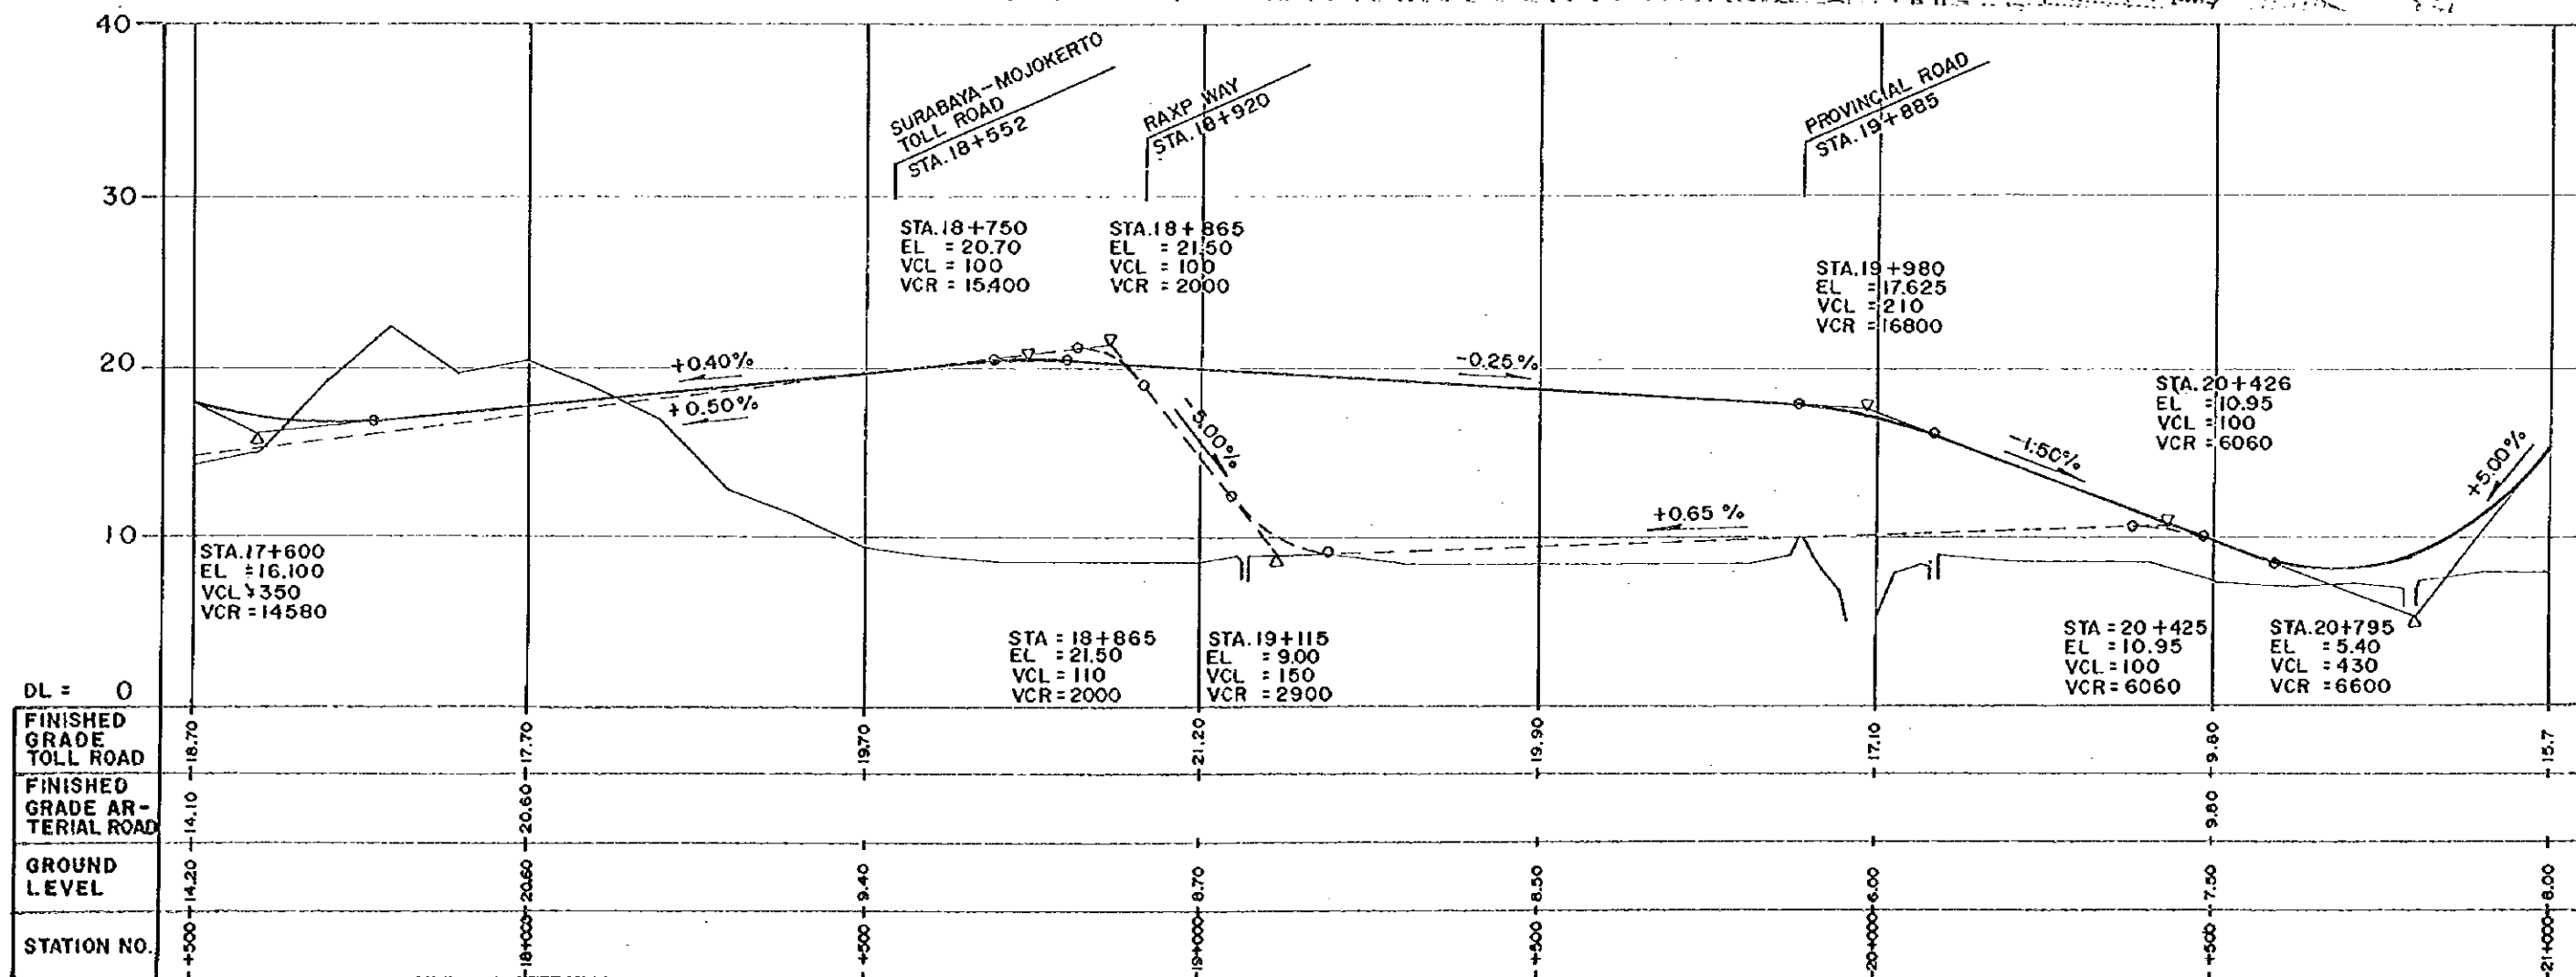 40
30
20
10
DL = 0
SURABAYA-MOJOKERTO
TOLL ROAD
STA.18+552
RAXP WAY
STA.18+920
PROVINCIAL ROAD
STA.19+885
STA.18+750
EL = 20.70
VCL = 100
VCR = 15400
STA.18+865
EL = 21.50
VCL = 100
VCR = 2000
STA.19+980
EL = 17.625
VCL = 210
VCR = 16800
STA.20+426
EL = 10.95
VCL = 100
VCR = 6060
+0.40%
+0.50%
-5.00%
-0.25%
+0.65 %
-1.50%
+5.00%
STA.17+600
EL = 16.100
VCL = 350
VCR = 14580
STA = 18+865
EL = 21.50
VCL = 110
VCR = 2000
STA.19+115
EL = 9.00
VCL = 150
VCR = 2900
STA = 20+425
EL = 10.95
VCL = 100
VCR = 6060
STA.20+795
EL = 5.40
VCL = 430
VCR = 6600
FINISHED
GRADE
TOLL ROAD
18.70 17.70 19.70 21.20 19.90 17.10 9.80 15.7
FINISHED
GRADE AR-
TERIAL ROAD
14.10 20.60 9.80
GROUND
LEVEL
14.20 20.60 9.40 8.70 8.50 6.00 7.50 8.00
STATION NO.
+500 18+000 +500 19+000 +500 20+000 +500 21+000